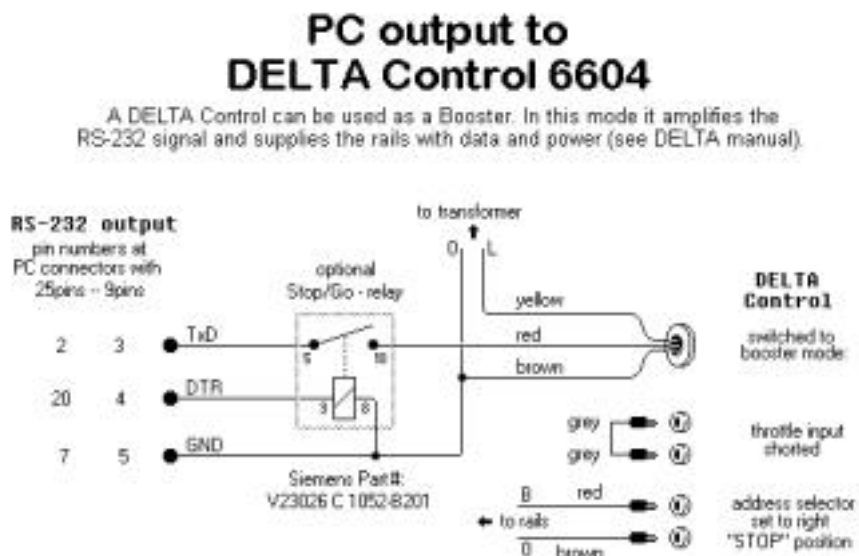 PC output to
DELTA Control 6604
A DELTA Control can be used as a Booster. In this mode it amplifies the
RS-232 signal and supplies the rails with data and power (see DELTA manual).
RS-232 output
pin numbers at
PC connectors with
25pins -- 9pins
to transformer
0 L
optional
Stop/Go - relay
DELTA
Control
switched to
booster mode:
yellow
2 3 TxD
5 10
red
brown
20 4 DTR
9 8
7 5 GND
grey
grey
throttle input
shorted
Siemens Part#:
V23026 C 1052-B201
B red
to rails
0 brown
address selector
set to right
"STOP" position